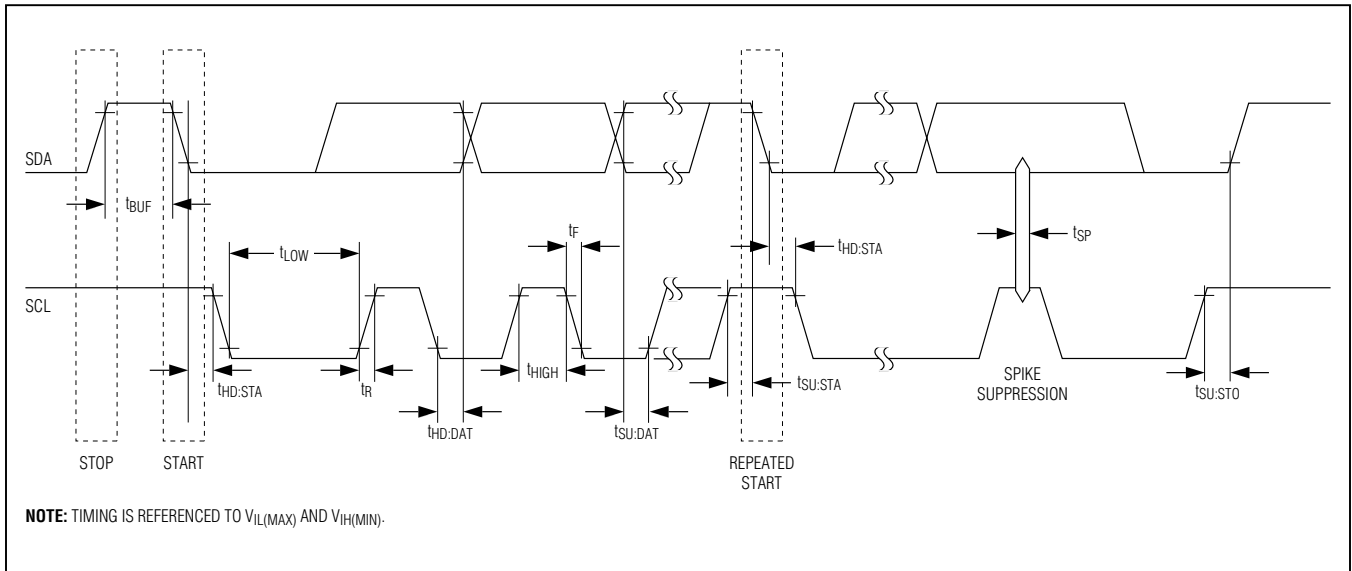 SDA
tBUF
tLOW
tF
tHD:STA
tSP
SCL
tHD:STA
tR
tHD:DAT
tHIGH
tSU:DAT
tSU:STA
SPIKE
SUPPRESSION
tSU:STO
STOP
START
REPEATED
START
NOTE: TIMING IS REFERENCED TO VIL(MAX) AND VIH(MIN).